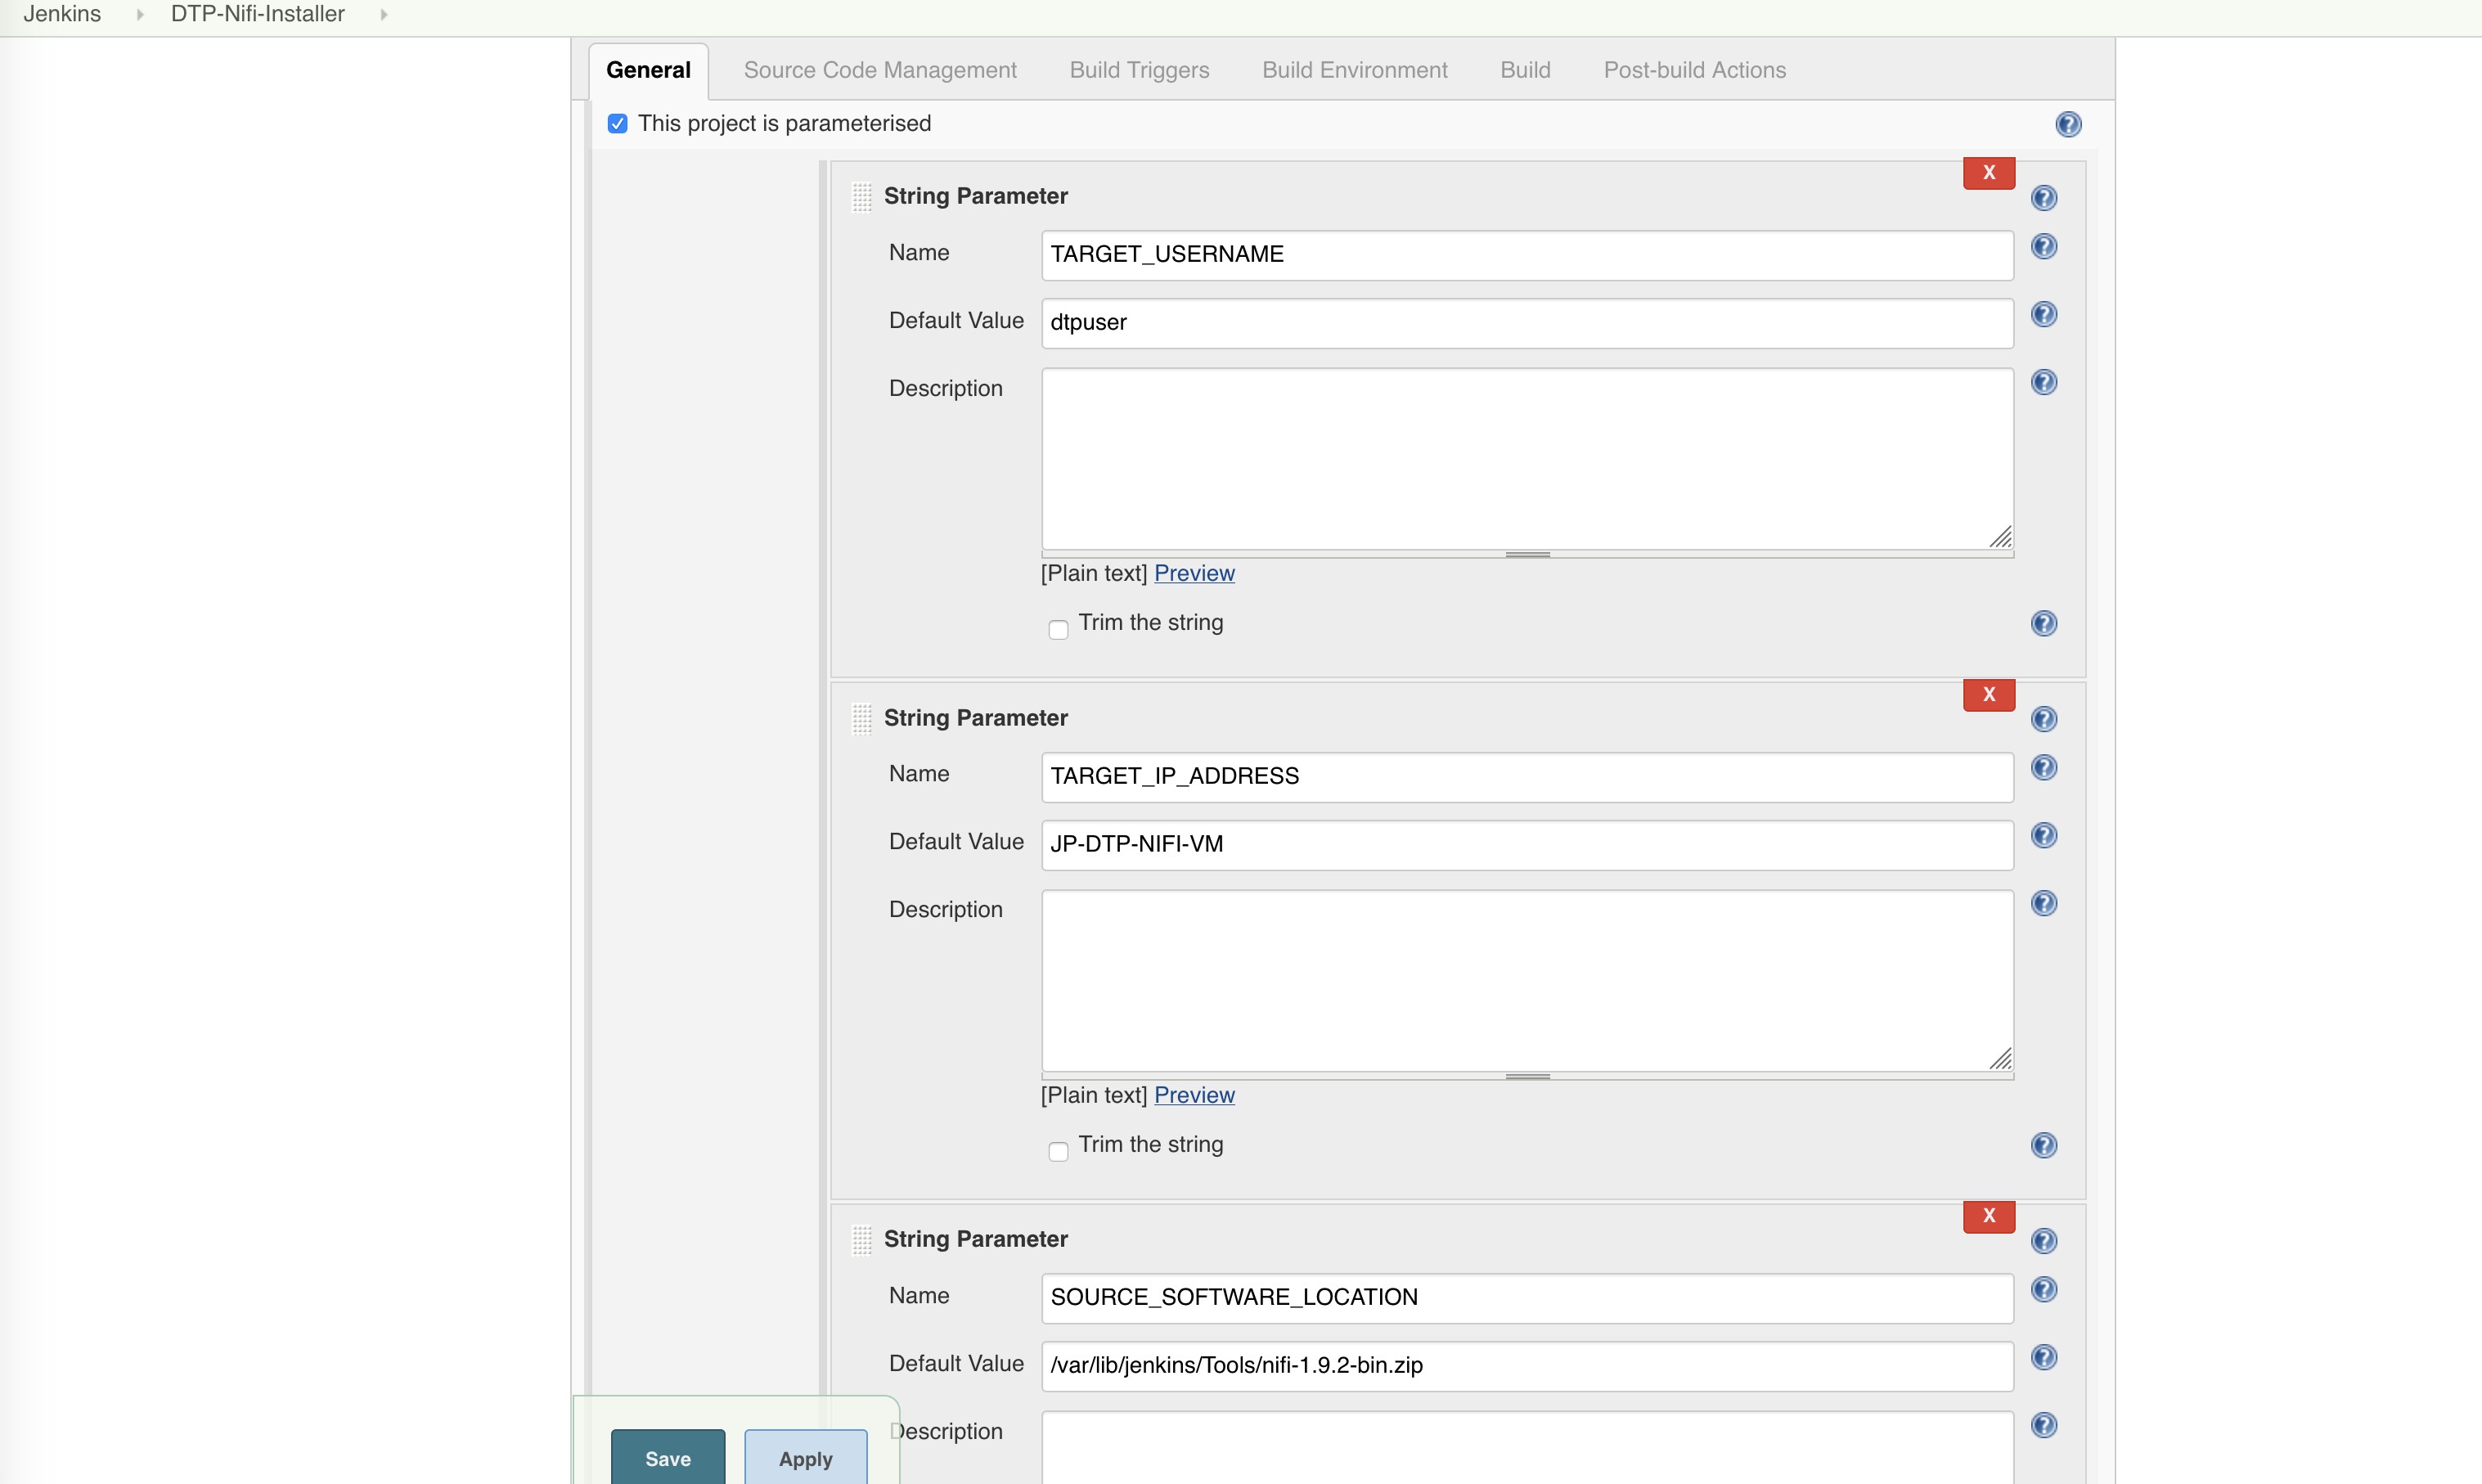 Jenkins DTP-Nifi-Installer
General Source Code Management Build Triggers Build Environment Build Post-build Actions
This project is parameterised
X
String Parameter
Name TARGET_USERNAME
Default Value dtpuser
Description
[Plain text] Preview
Trim the string
X
String Parameter
Name TARGET_IP_ADDRESS
Default Value JP-DTP-NIFI-VM
Description
[Plain text] Preview
Trim the string
X
String Parameter
Name SOURCE_SOFTWARE_LOCATION
Default Value /var/lib/jenkins/Tools/nifi-1.9.2-bin.zip
Description
Save Apply